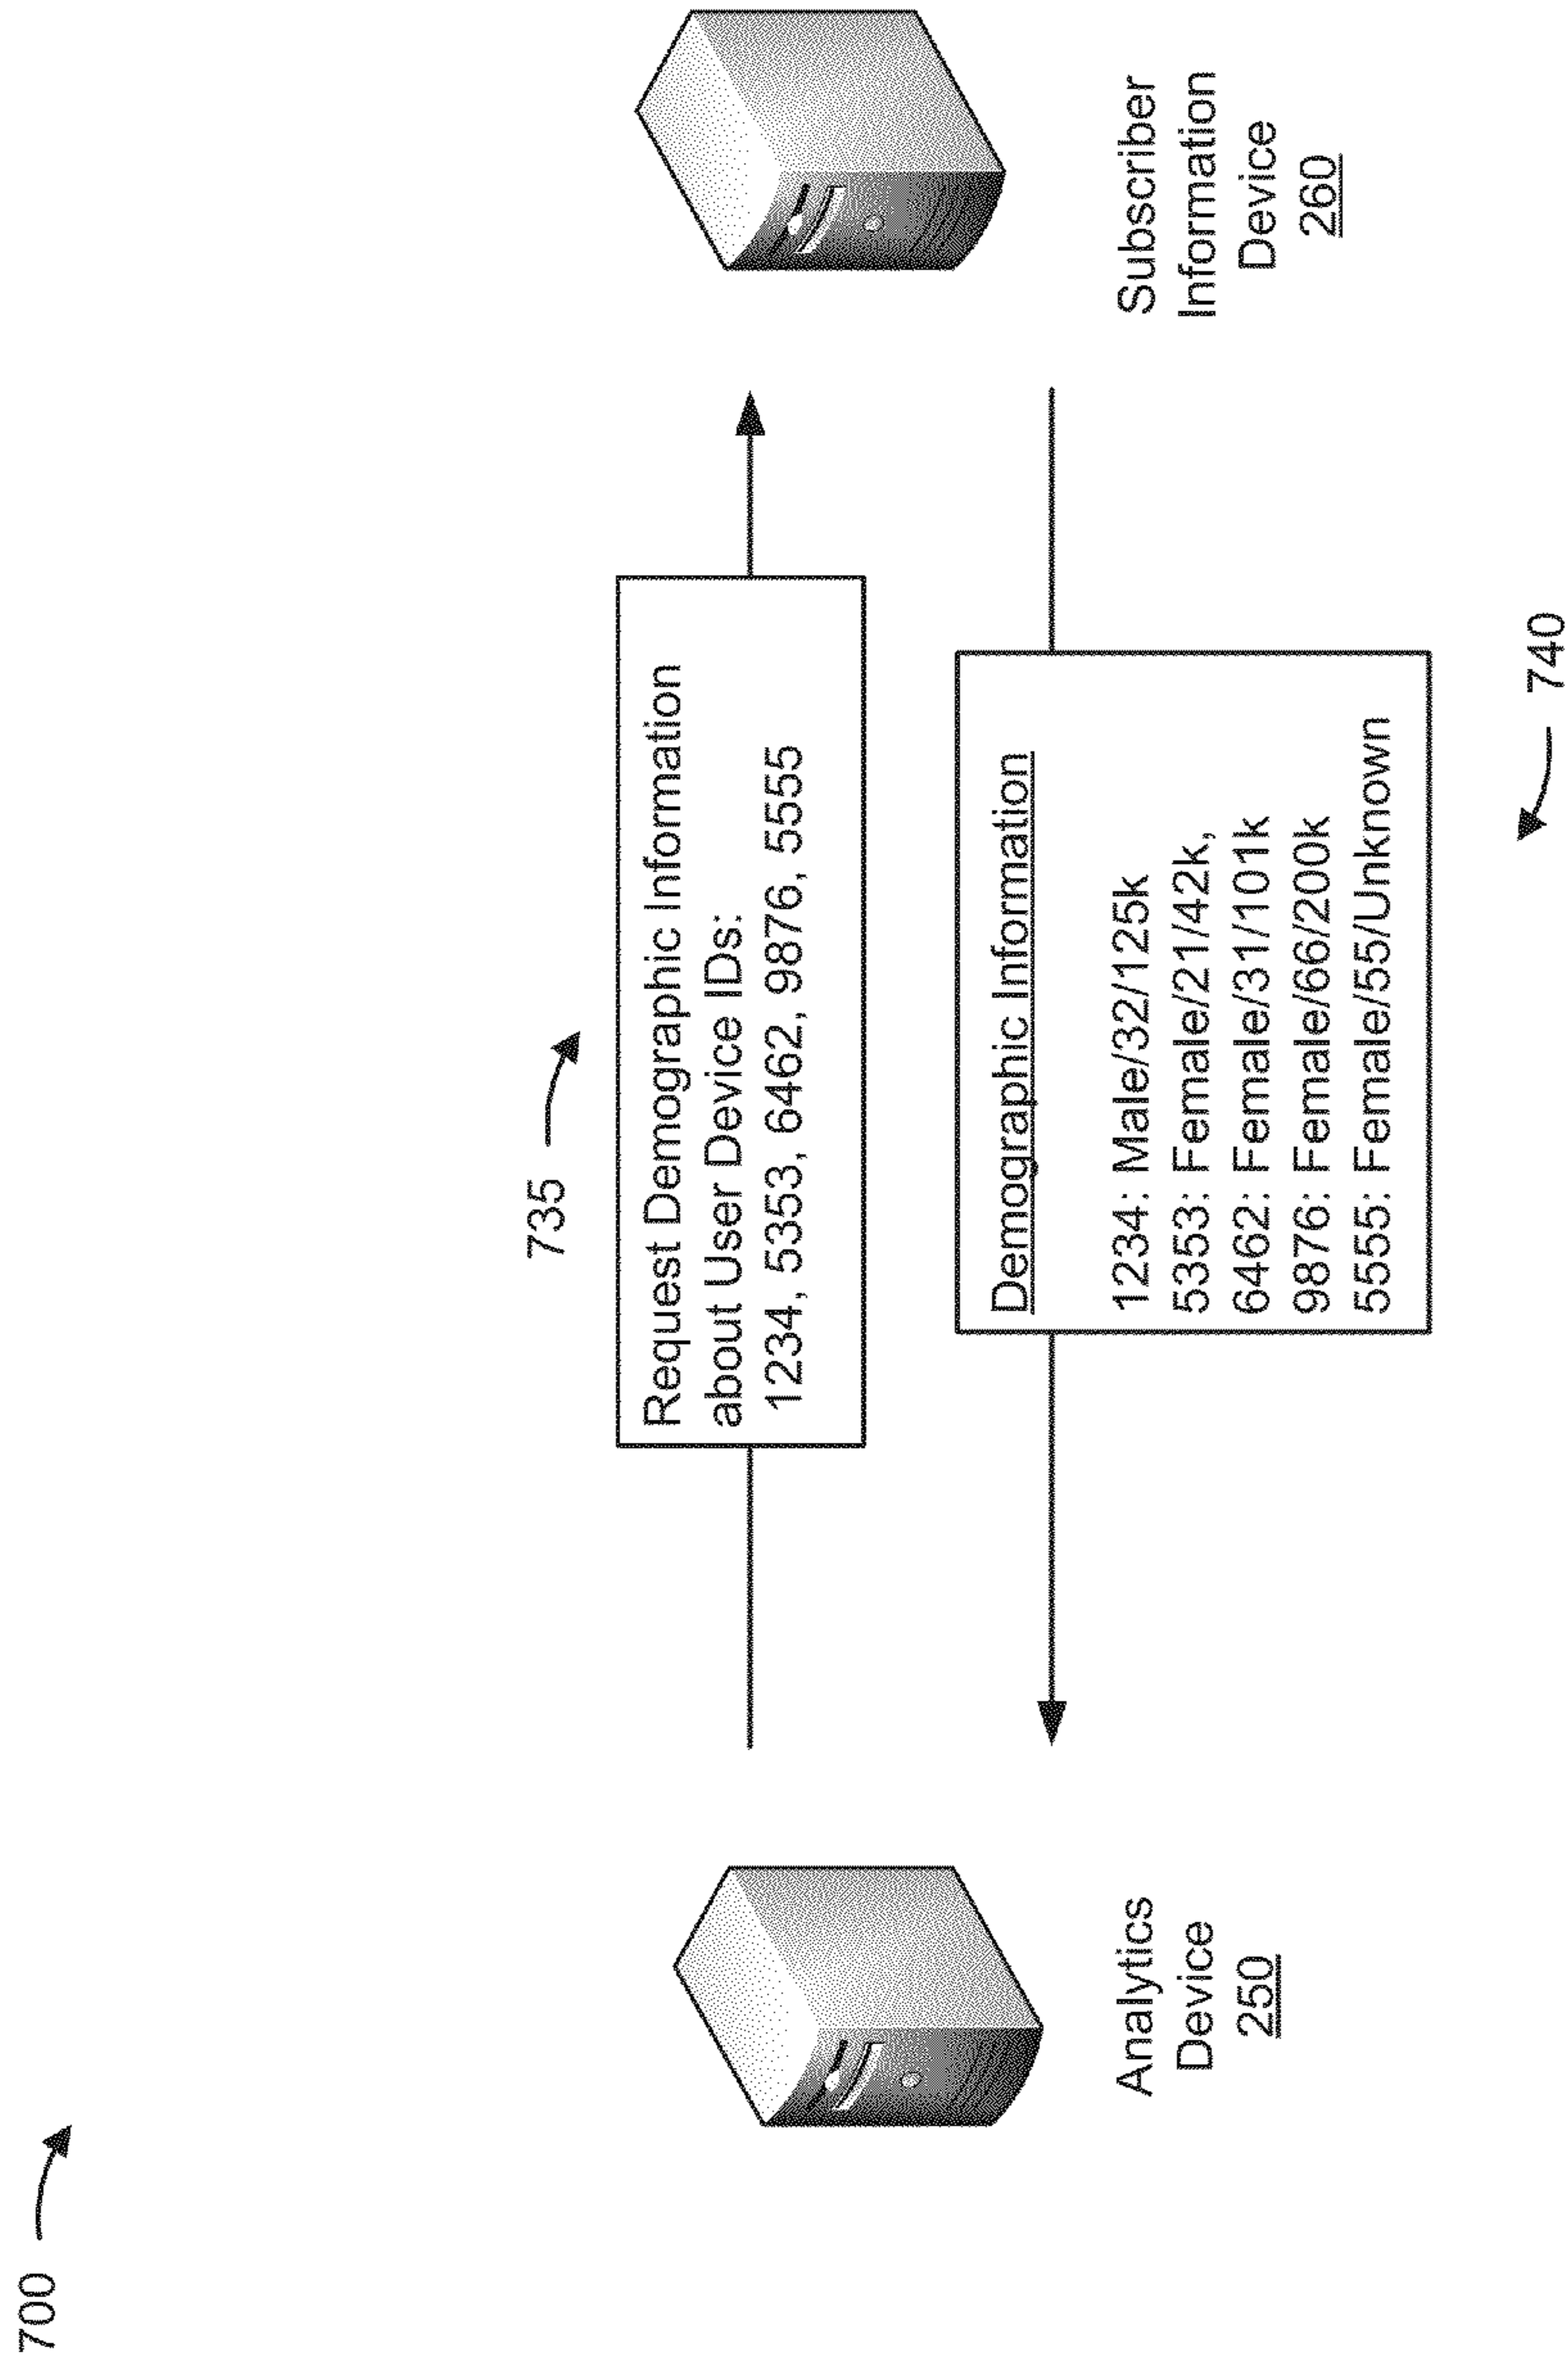 700
735
Request Demographic Information
about User Device IDs:
1234, 5353, 6462, 9876, 5555
Demographic Information
1234: Male/32/125k
5353: Female/21/42k,
6462: Female/31/101k
9876: Female/66/200k
5555: Female/55/Unknown
740
Analytics
Device
250
Subscriber
Information
Device
260